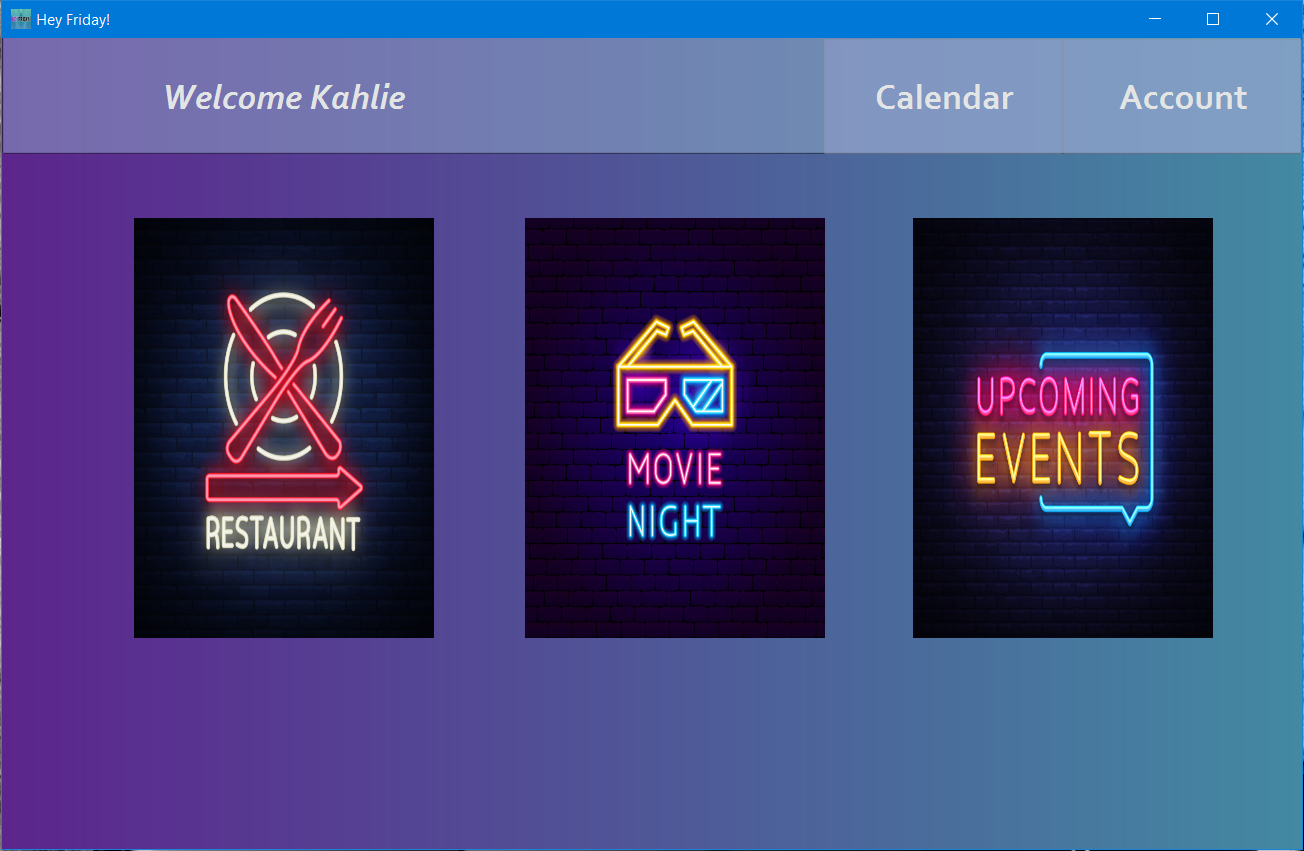 Hey Friday!
Welcome Kahlie
Calendar
Account
RESTAURANT
MOVIE
NIGHT
UPCOMING
EVENTS